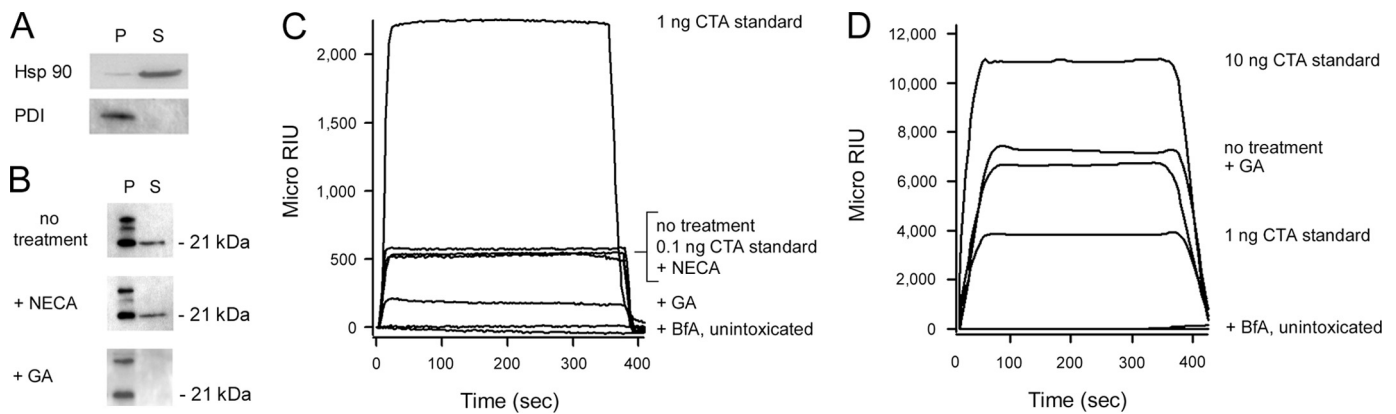 A
P S
Hsp 90
PDI
B
P S
no
treatment
- 21 kDa
+ NECA
- 21 kDa
+ GA
- 21 kDa
C
Micro RIU
2,000
1,500
1,000
500
0
0 100 200 300 400
Time (sec)
1 ng CTA standard
no treatment
0.1 ng CTA standard
+ NECA
+ GA
+ BfA, unintoxicated
D
Micro RIU
12,000
10,000
8,000
6,000
4,000
2,000
0
0 100 200 300 400
Time (sec)
10 ng CTA standard
no treatment
+ GA
1 ng CTA standard
+ BfA, unintoxicated